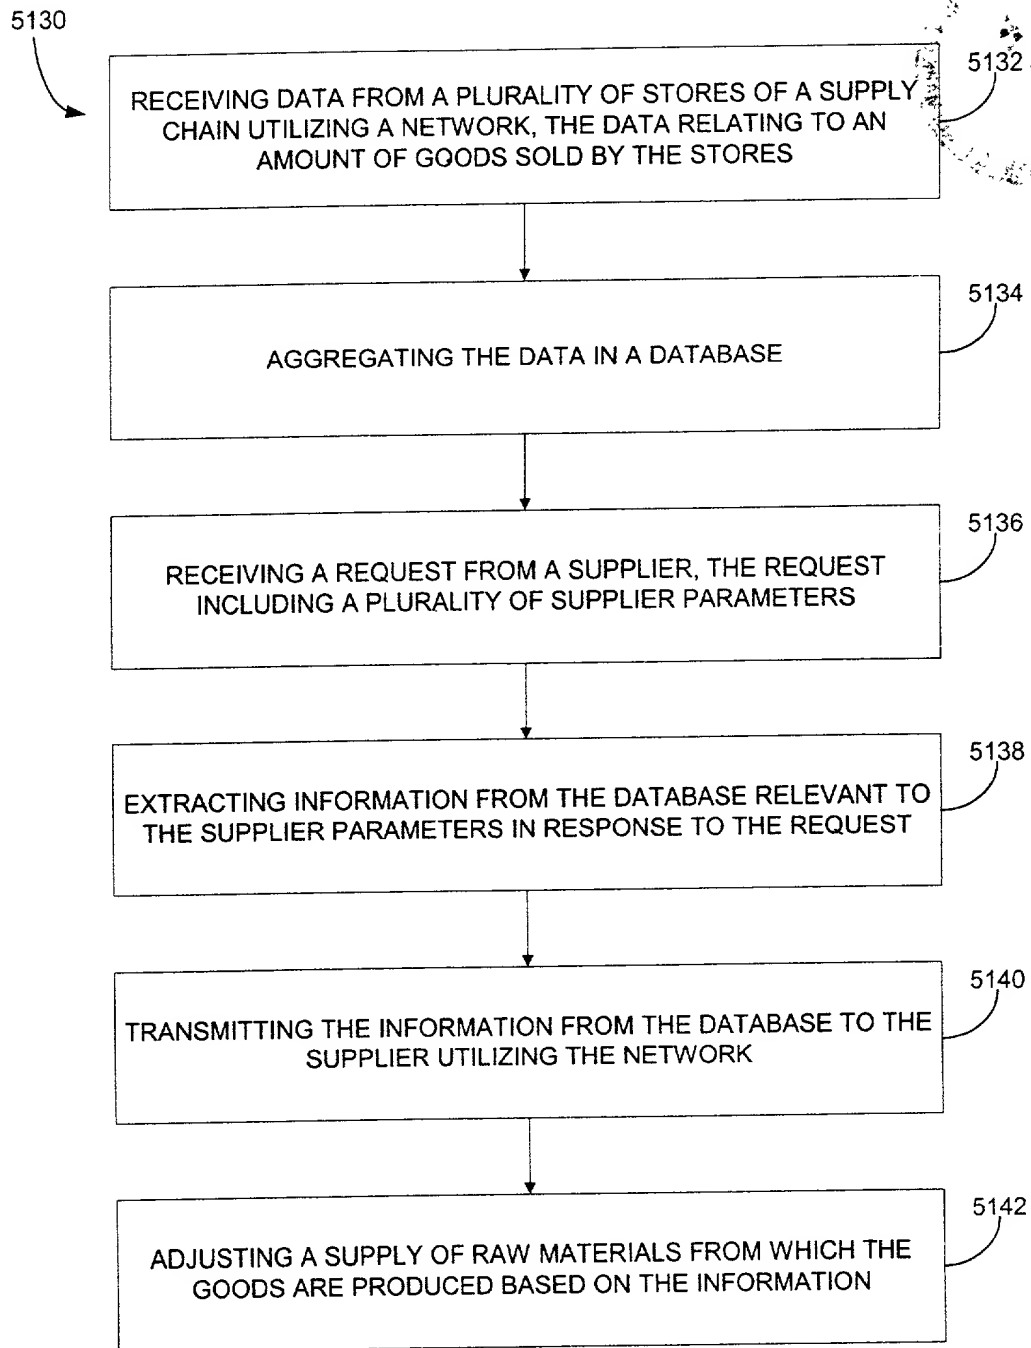 5130
5132
RECEIVING DATA FROM A PLURALITY OF STORES OF A SUPPLY
CHAIN UTILIZING A NETWORK, THE DATA RELATING TO AN
AMOUNT OF GOODS SOLD BY THE STORES
5134
AGGREGATING THE DATA IN A DATABASE
5136
RECEIVING A REQUEST FROM A SUPPLIER, THE REQUEST
INCLUDING A PLURALITY OF SUPPLIER PARAMETERS
5138
EXTRACTING INFORMATION FROM THE DATABASE RELEVANT TO
THE SUPPLIER PARAMETERS IN RESPONSE TO THE REQUEST
5140
TRANSMITTING THE INFORMATION FROM THE DATABASE TO THE
SUPPLIER UTILIZING THE NETWORK
5142
ADJUSTING A SUPPLY OF RAW MATERIALS FROM WHICH THE
GOODS ARE PRODUCED BASED ON THE INFORMATION